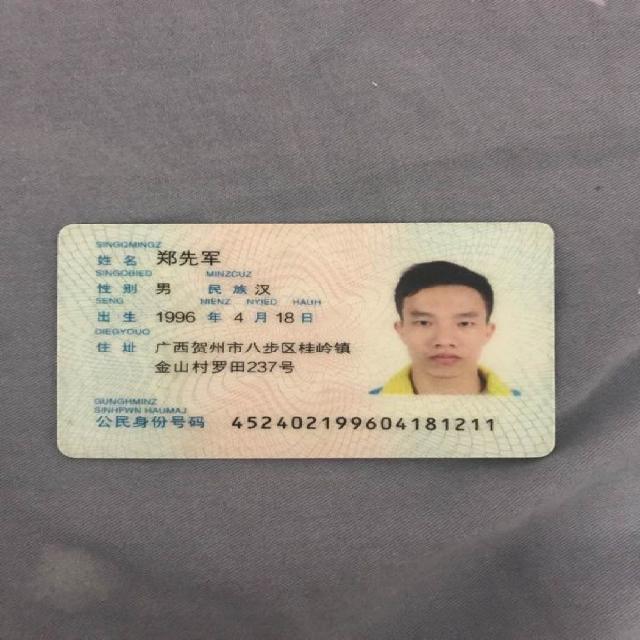 SINGQMINGZ
姓名 郑先军
SINGQBIED MINZCUZ
性别 男 民族 汉
SENG NIENZ NYIED HAUH
出生 1996 年 4 月 18 日
DIEGYOUQ
住址 广西贺州市八步区桂岭镇
金山村罗田237号
GUNGHMINZ
SINHFWN HAUMAJ
公民身份号码 452402199604181211